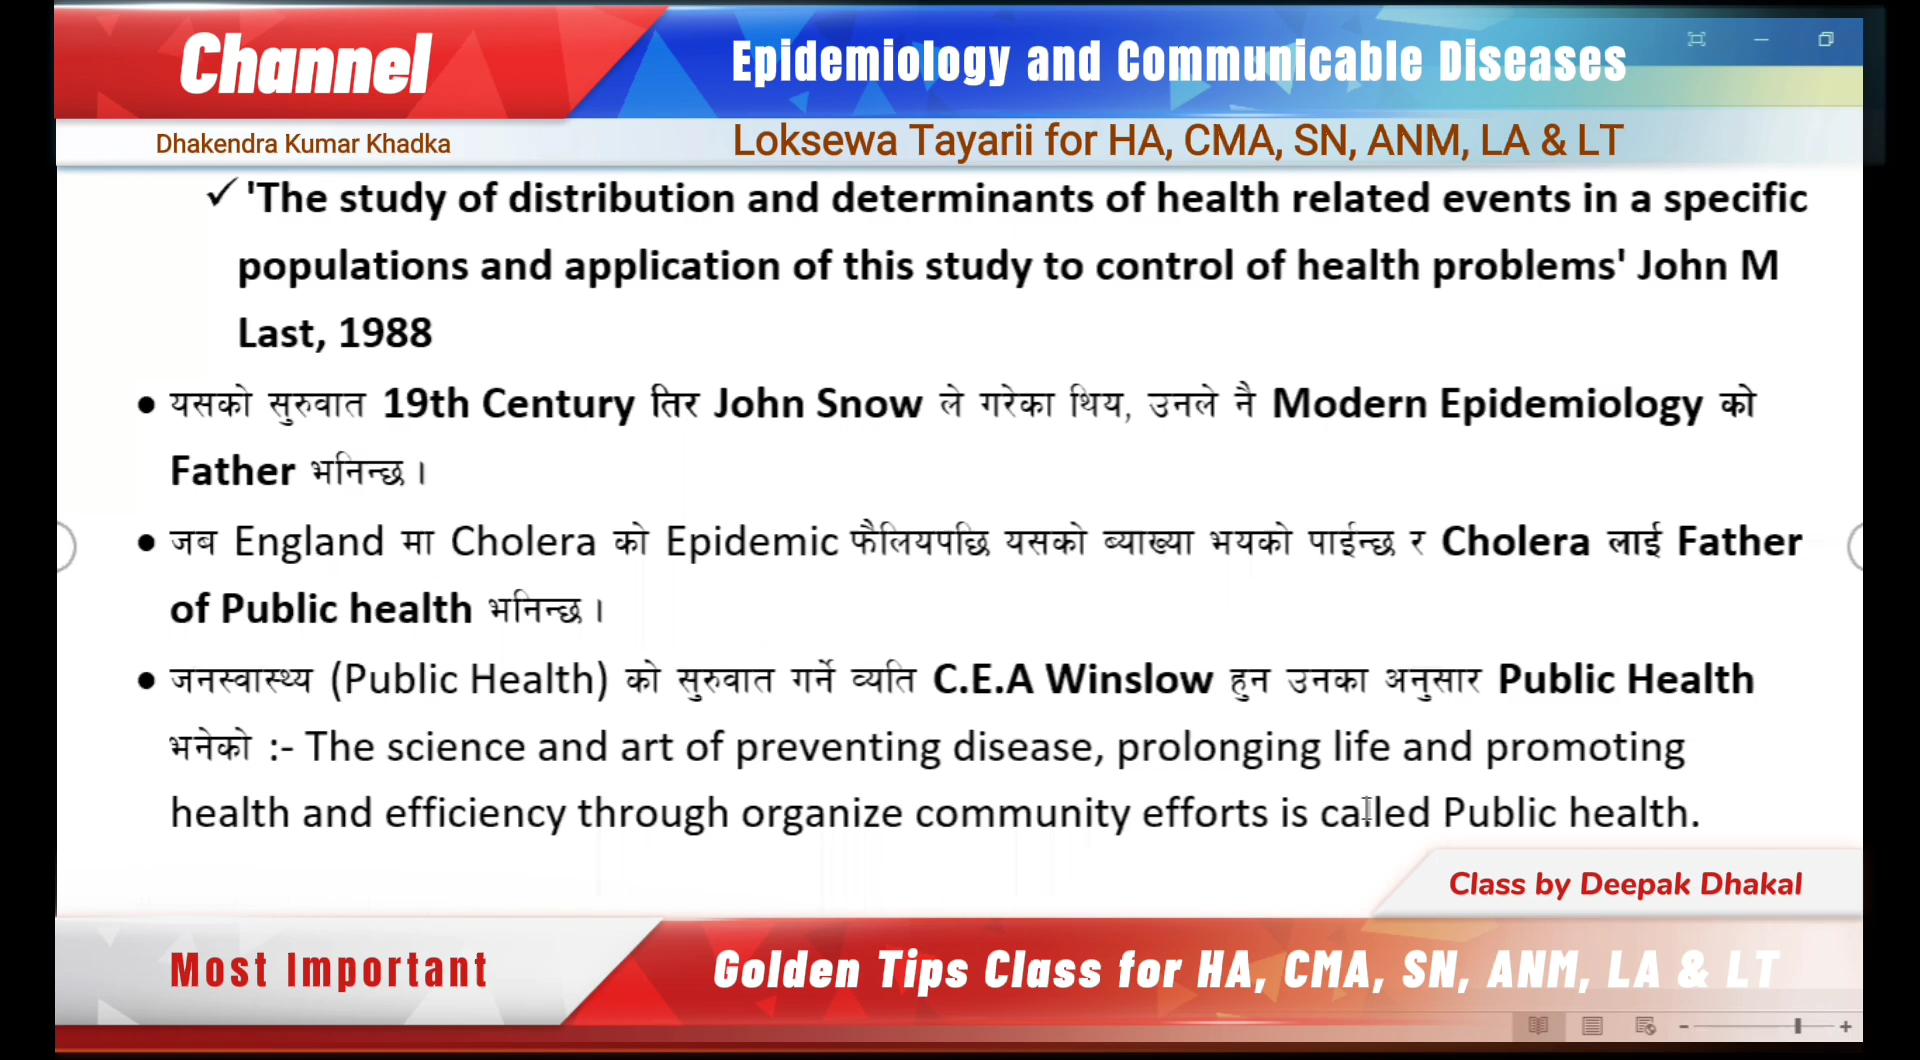 Channel
Epidemiology and Communicable Diseases
Dhakendra Kumar Khadka
Loksewa Tayarii for HA, CMA, SN, ANM, LA & LT
✓ 'The study of distribution and determinants of health related events in a specific
populations and application of this study to control of health problems' John M
Last, 1988
● यसको सुरुवात 19th Century तिर John Snow ले गरेका थिय, उनले नै Modern Epidemiology को
Father भनिन्छ ।
● जब England मा Cholera को Epidemic फैलियपछि यसको ब्याख्या भयको पाईन्छ र Cholera लाई Father
of Public health भनिन्छ ।
● जनस्वास्थ्य (Public Health) को सुरुवात गर्ने व्यति C.E.A Winslow हुन उनका अनुसार Public Health
भनेको :- The science and art of preventing disease, prolonging life and promoting
health and efficiency through organize community efforts is called Public health.
Class by Deepak Dhakal
Most Important
Golden Tips Class for HA, CMA, SN, ANM, LA & LT